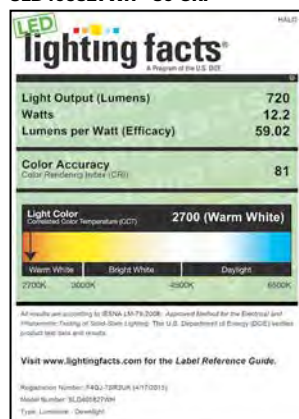 HALO
LED
lighting facts®
A Program of the U.S. DOE
Light Output (Lumens) 720
Watts 12.2
Lumens per Watt (Efficacy) 59.02
Color Accuracy 81
Color Rendering Index (CRI)
Light Color 2700 (Warm White)
Correlated Color Temperature (CCT)
Warm White Bright White Daylight
2700K 3000K 4500K 6500K
All results are according to IESNA LM-79-2008: Approved Method for the Electrical and
Photometric Testing of Solid-State Lighting. The U.S. Department of Energy (DOE) verifies
product test data and results.
Visit www.lightingfacts.com for the Label Reference Guide.
Registration Number: (4/17/2013)
Model Number: SLD405827WH
Type: Luminaire - Downlight